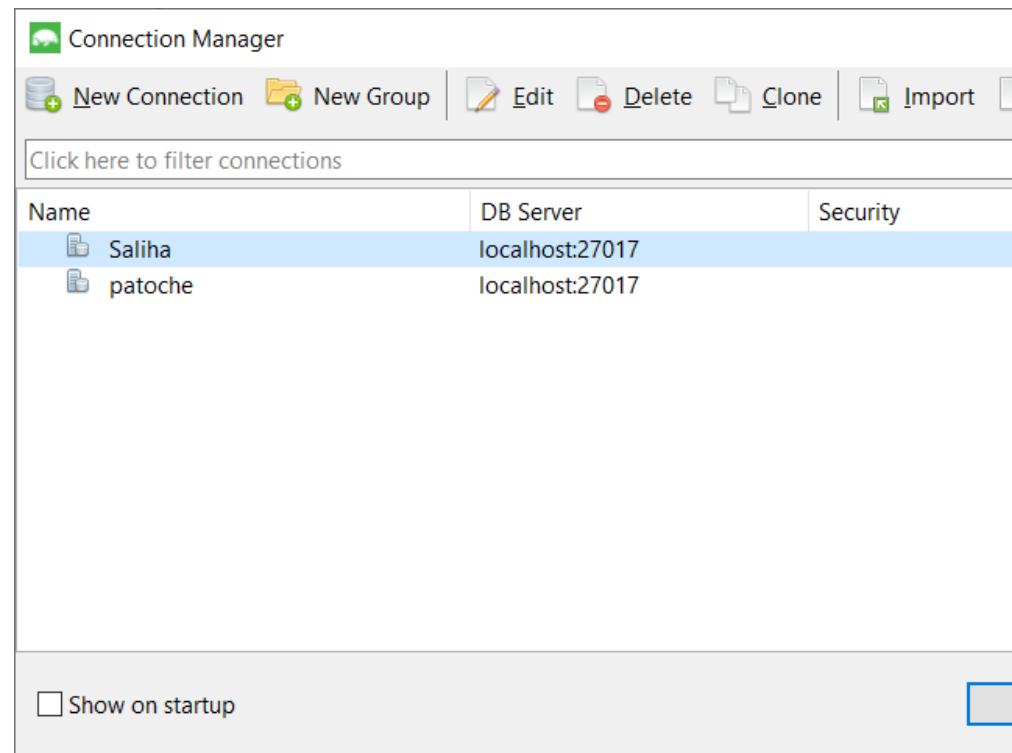 Connection Manager
New Connection New Group Edit Delete Clone Import
Click here to filter connections
Name DB Server Security
Saliha localhost:27017
patoche localhost:27017
Show on startup